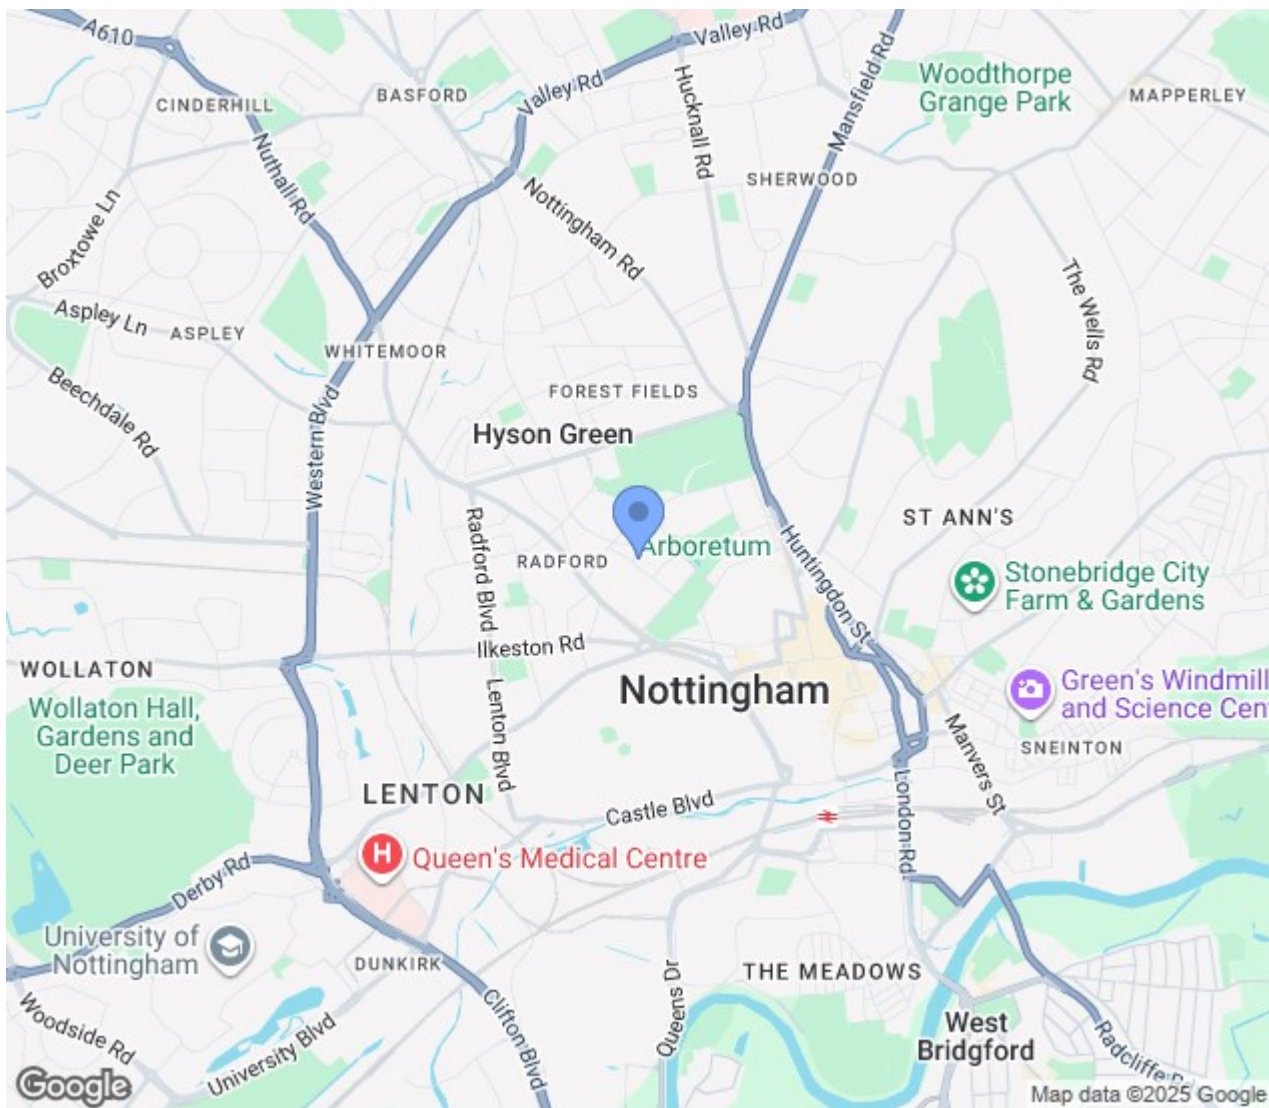 A610
Valley Rd
CINDERHILL
BASFORD
Valley Rd
Hucknall Rd
Mansfield Rd
Woodthorpe
Grange Park
MAPPERLEY
Nuthall Rd
SHERWOOD
Broxtowe Ln
Nottingham Rd
The Wells Rd
Aspley Ln
ASPLEY
WHITEMOOR
Beechdale Rd
FOREST FIELDS
Western Blvd
Hyson Green
Radford Blvd
RADFORD
Arboretum
Huntingdon St
ST ANN'S
Stonebridge City
Farm & Gardens
Ilkeston Rd
WOLLATON
Lenton Blvd
Nottingham
Green's Windmill
and Science Cen
Wollaton Hall,
Gardens and
Deer Park
Manvers St
SNEINTON
LENTON
Castle Blvd
London Rd
H
Queen's Medical Centre
Derby Rd
University of
Nottingham
DUNKIRK
Queens Dr
THE MEADOWS
Clifton Blvd
Woodside Rd
University Blvd
West
Bridgford
Radcliffe Rd
Google
Map data ©2025 Google